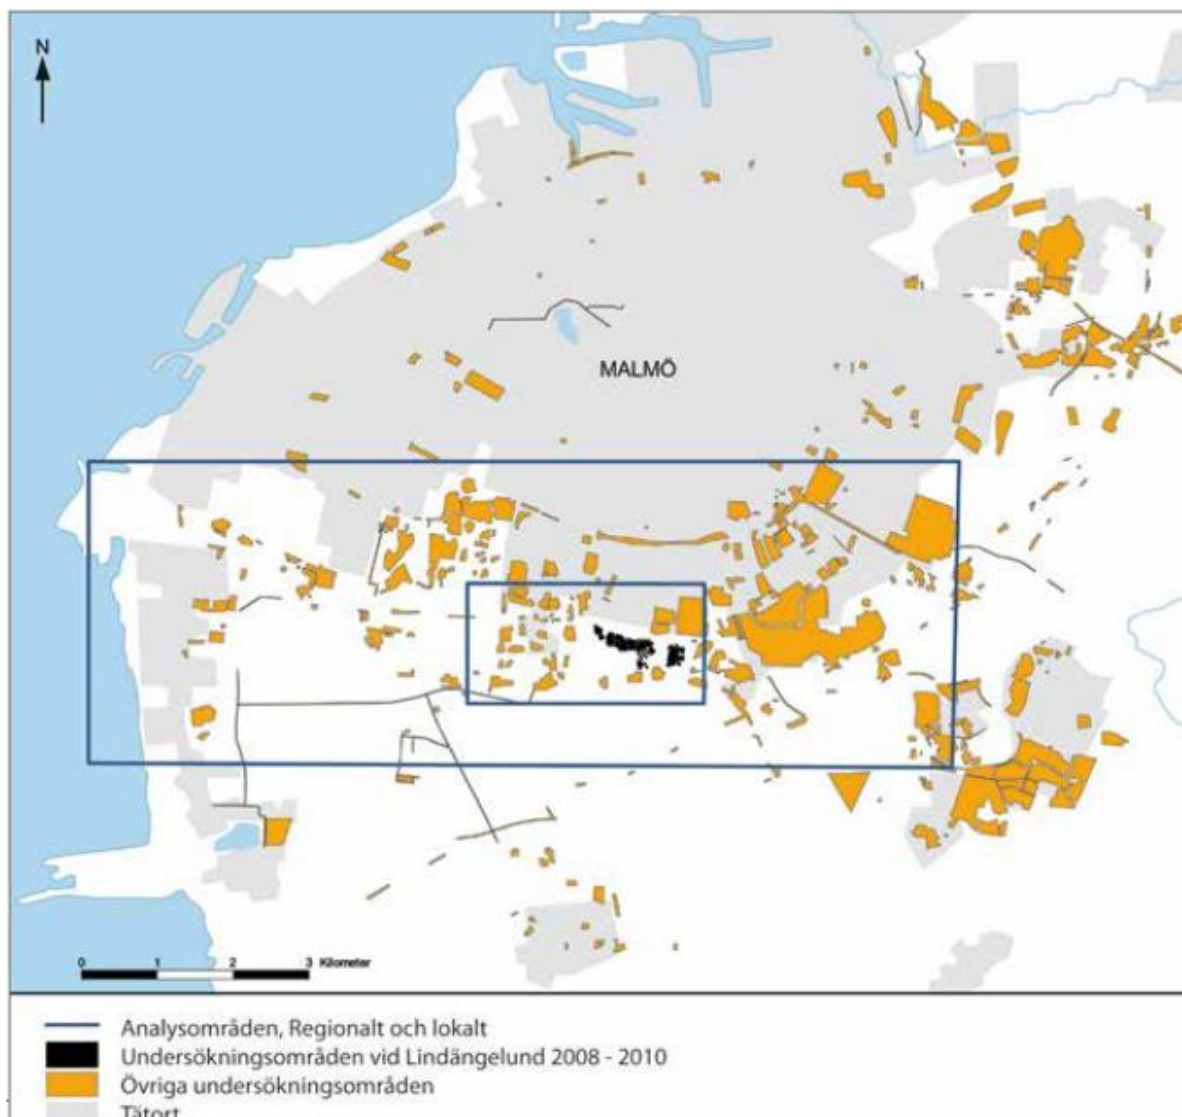 N
MALMÖ
0 1 2 3 Kilometer
Analysområden, Regionalt och lokalt
Undersökningsområden vid Lindängelund 2008 - 2010
Övriga undersökningsområden
Tätort